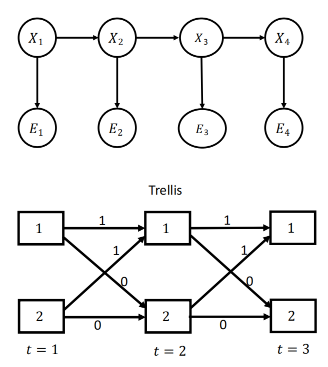 X₁ X₂ X₃ X₄
E₁ E₂ E₃ E₄
Trellis
1 1 1 1 1
1 1
0 0
2 0 2 0 2
t = 1 t = 2 t = 3